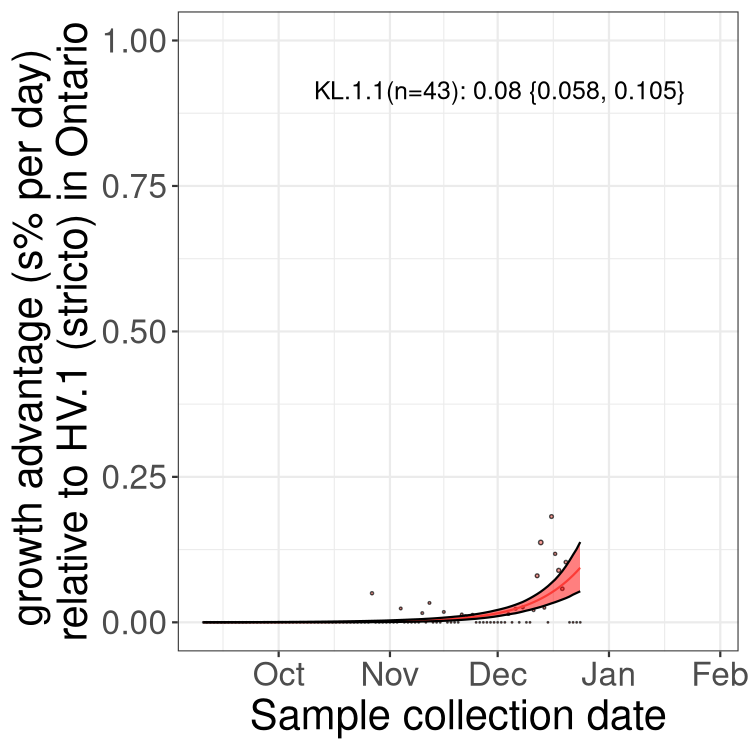 growth advantage (s% per day)
relative to HV.1 (stricto) in Ontario
1.00
0.75
0.50
0.25
0.00
KL.1.1(n=43): 0.08 {0.058, 0.105}
Oct Nov Dec Jan Feb
Sample collection date